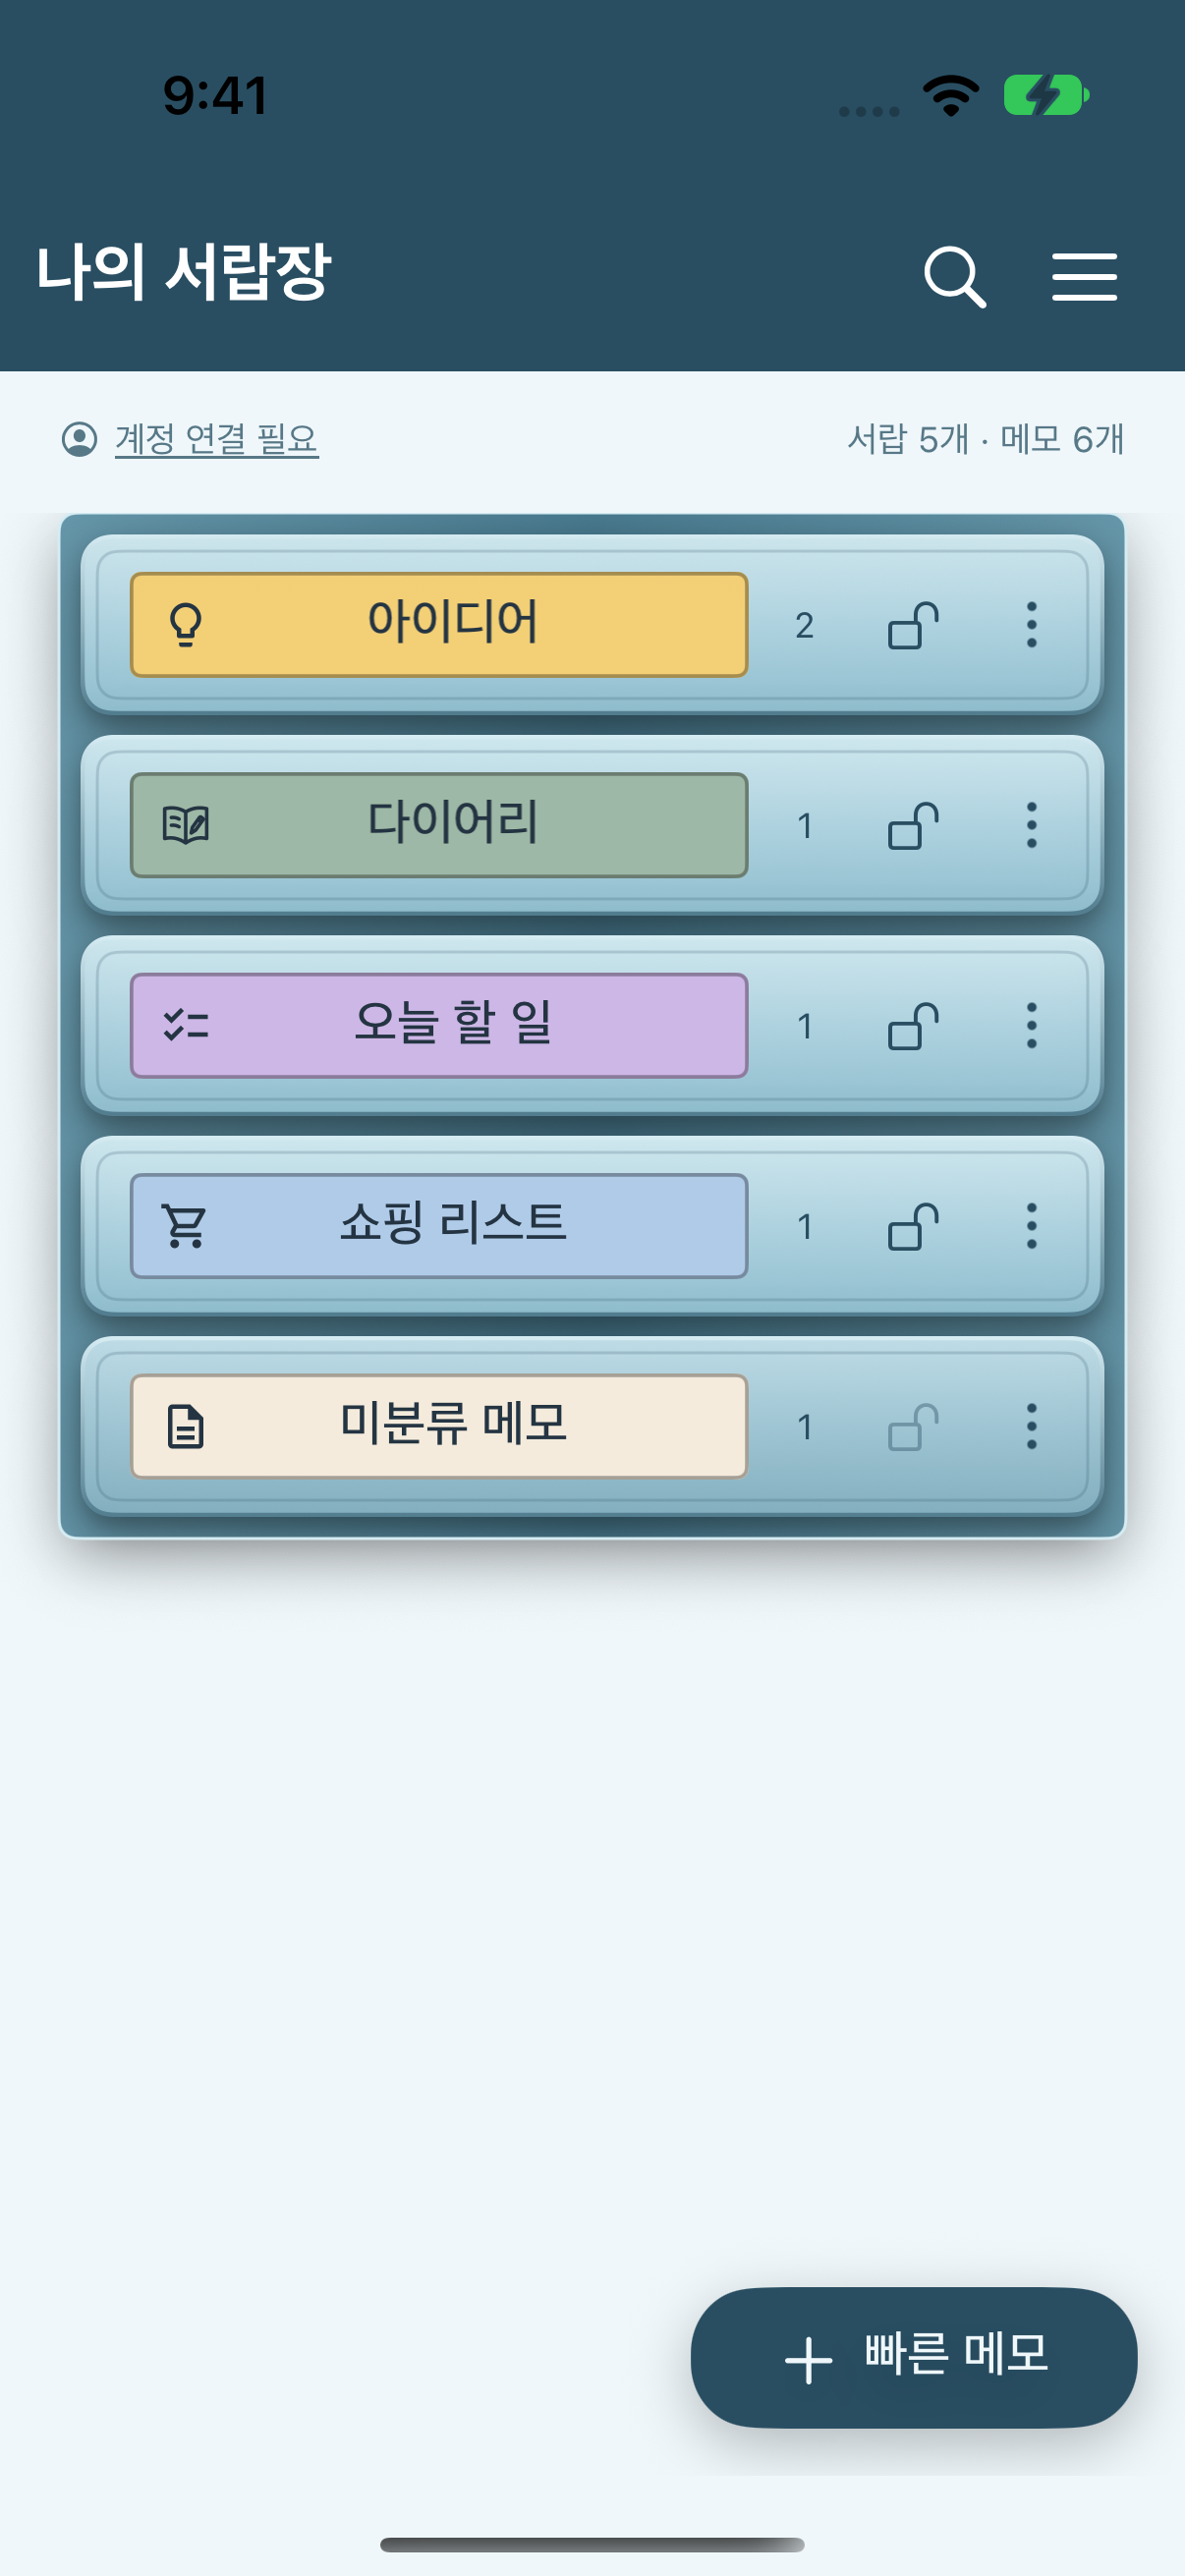 9:41
나의 서랍장
계정 연결 필요
서랍 5개 · 메모 6개
아이디어 2
다이어리 1
오늘 할 일 1
쇼핑 리스트 1
미분류 메모 1
빠른 메모